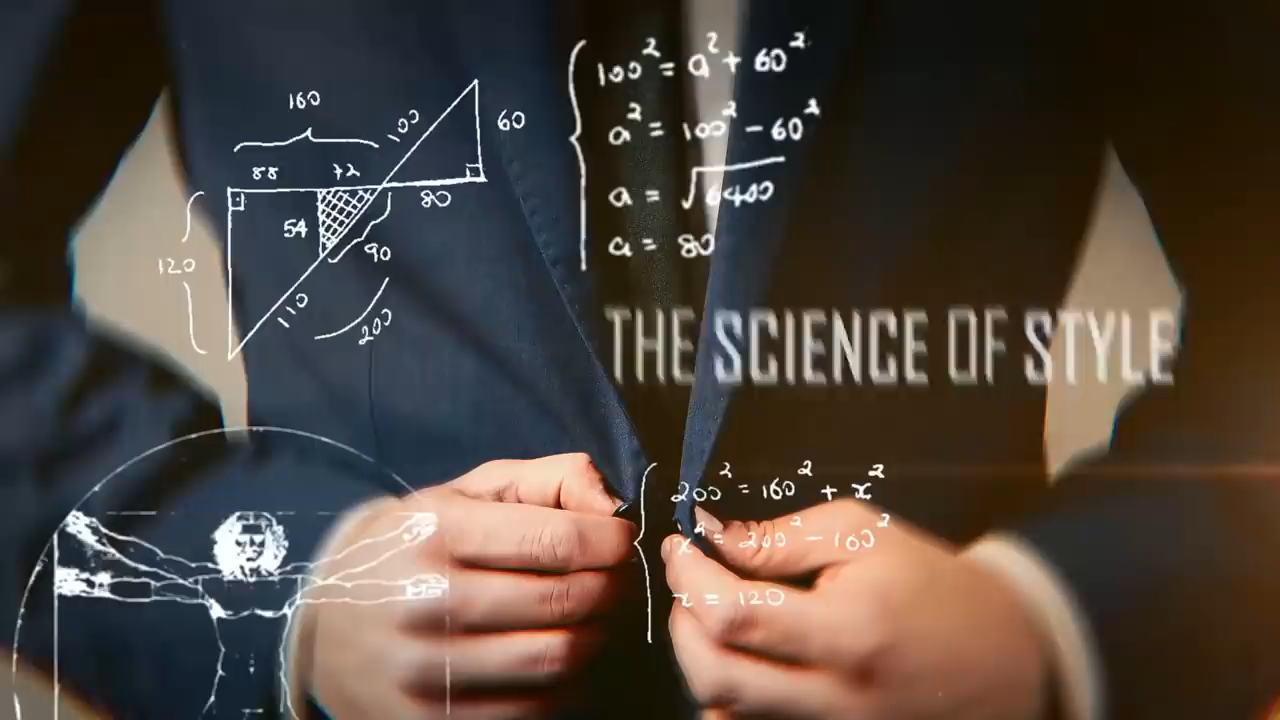 160
100
60
88
72
80
54
90
120
110
200
100² = a² + 60²
a² = 100² - 60²
a = √6400
a = 80
THE SCIENCE OF STYLE
200² = 160² + x²
x² = 200² - 160²
x = 120